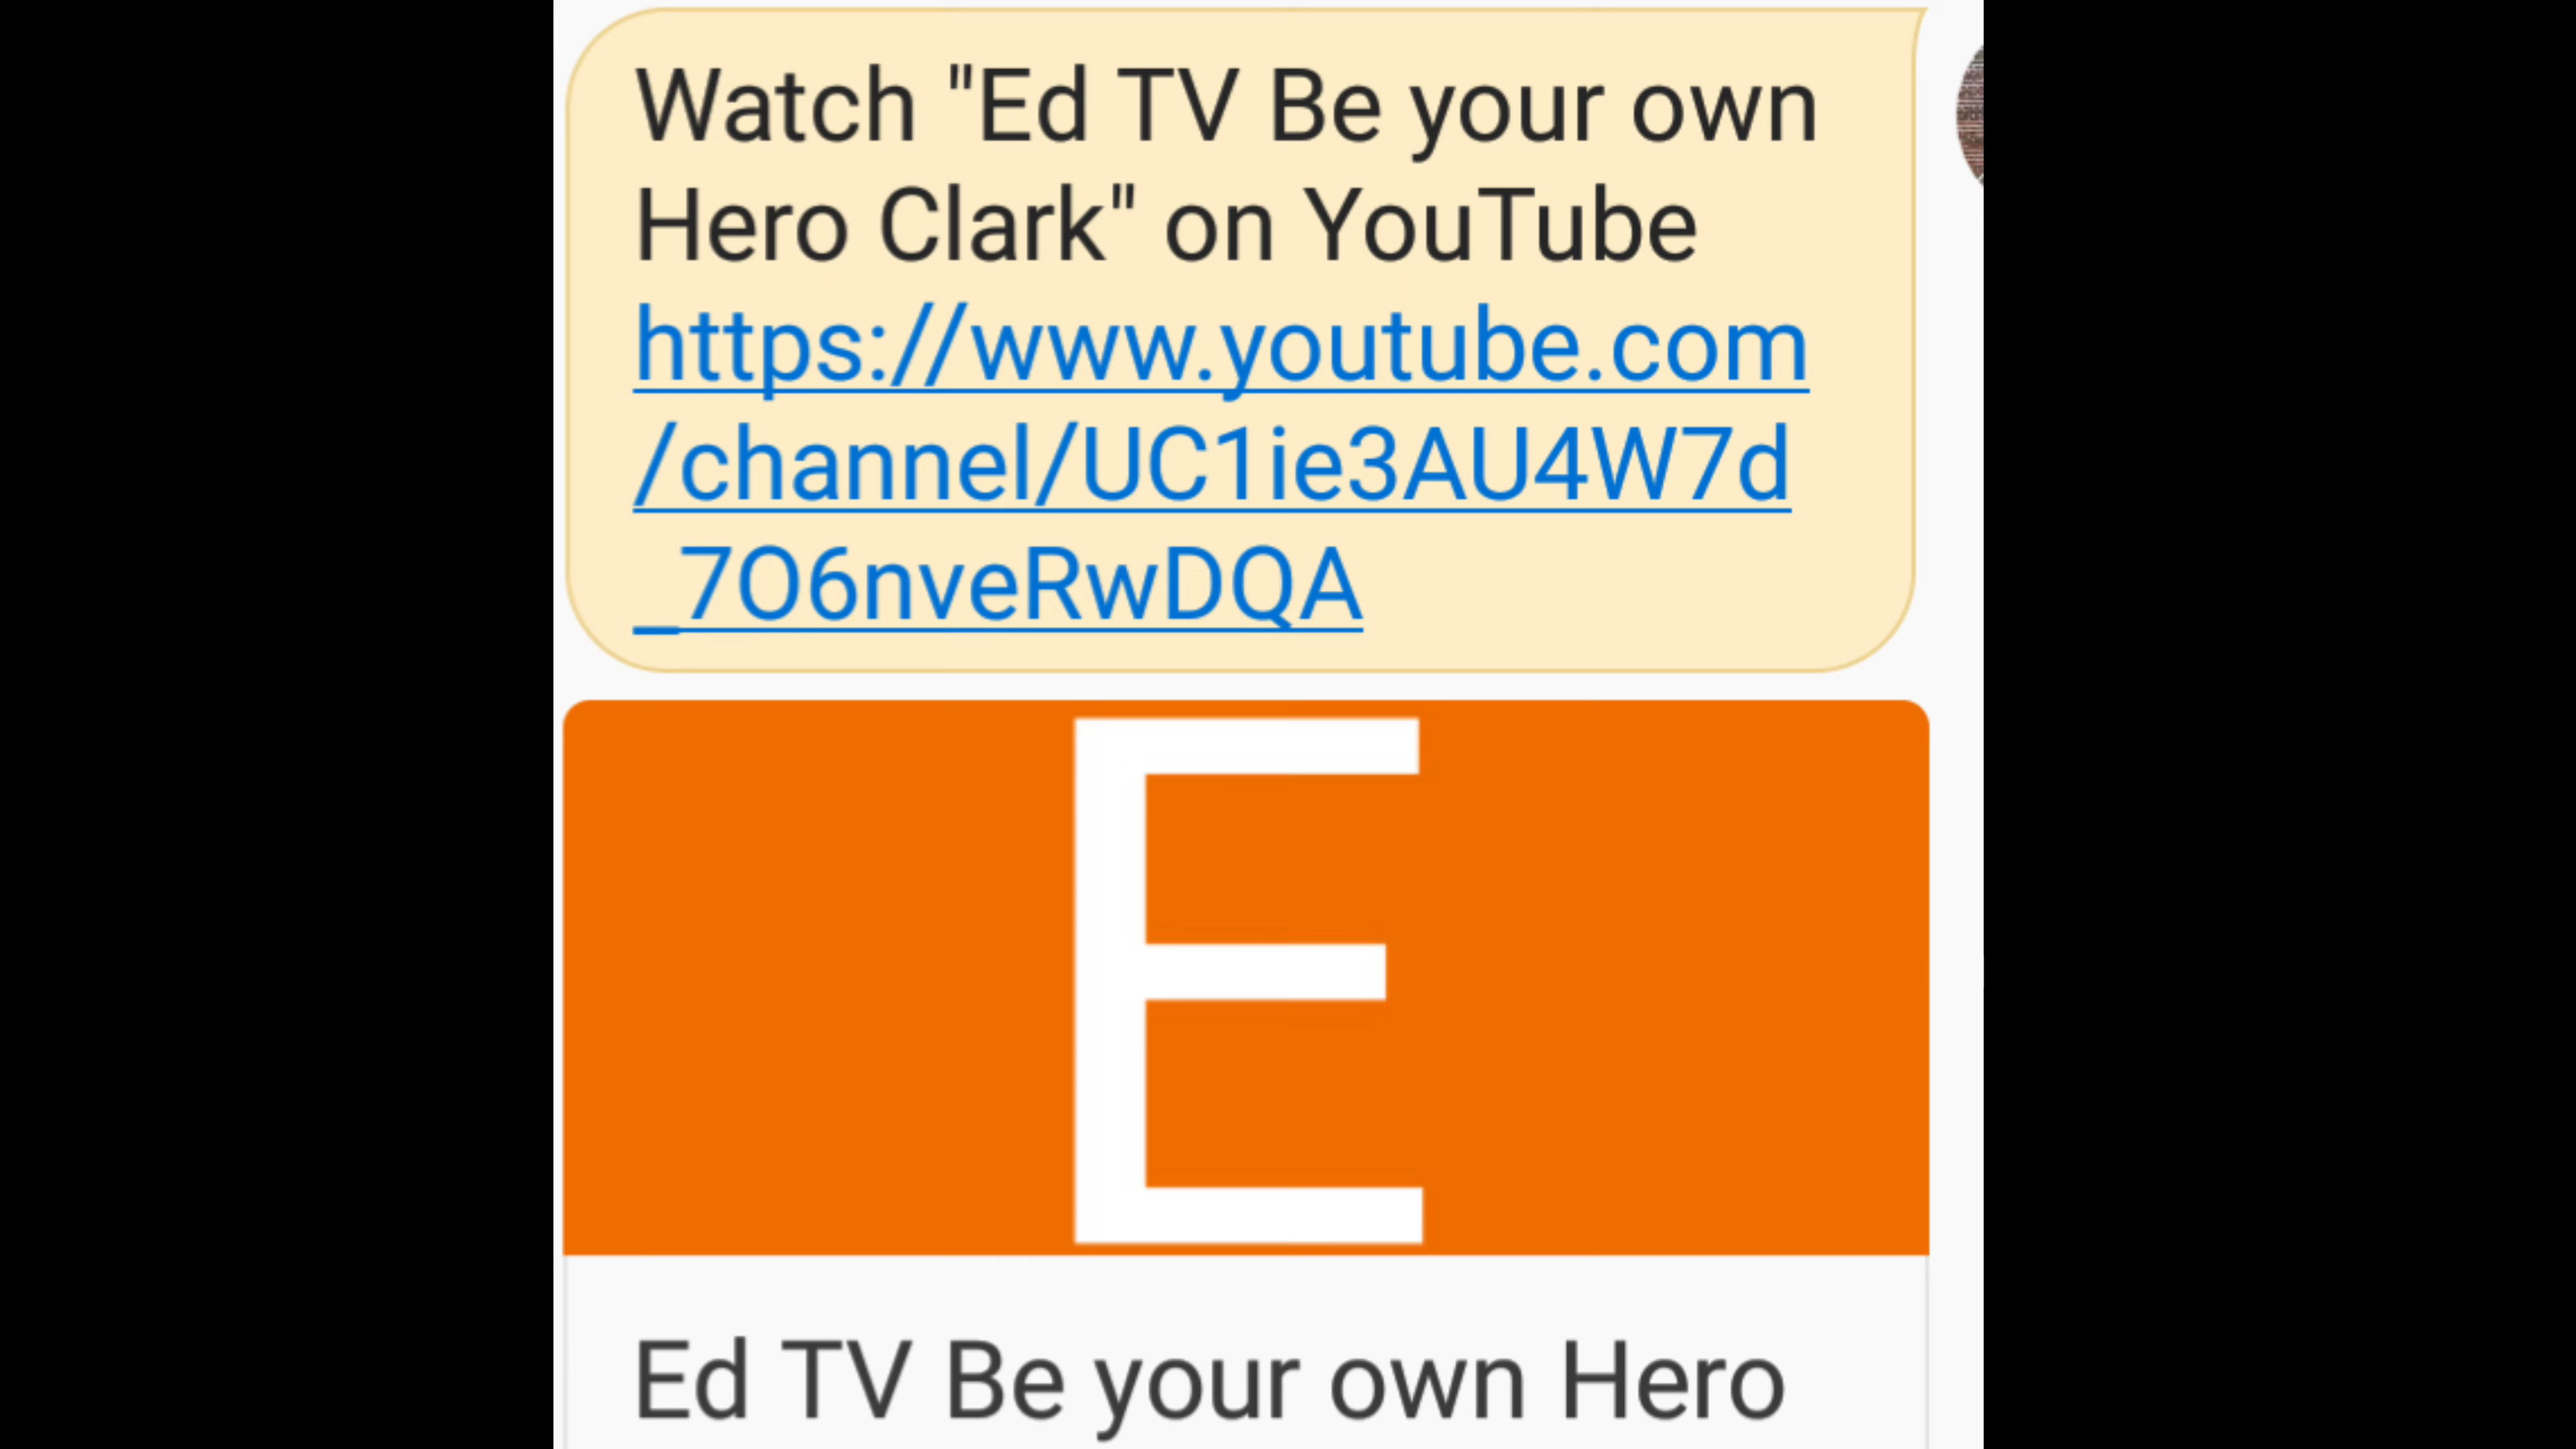 Watch "Ed TV Be your own
Hero Clark" on YouTube
https://www.youtube.com
/channel/UC1ie3AU4W7d
_7O6nveRwDQA
E
Ed TV Be your own Hero